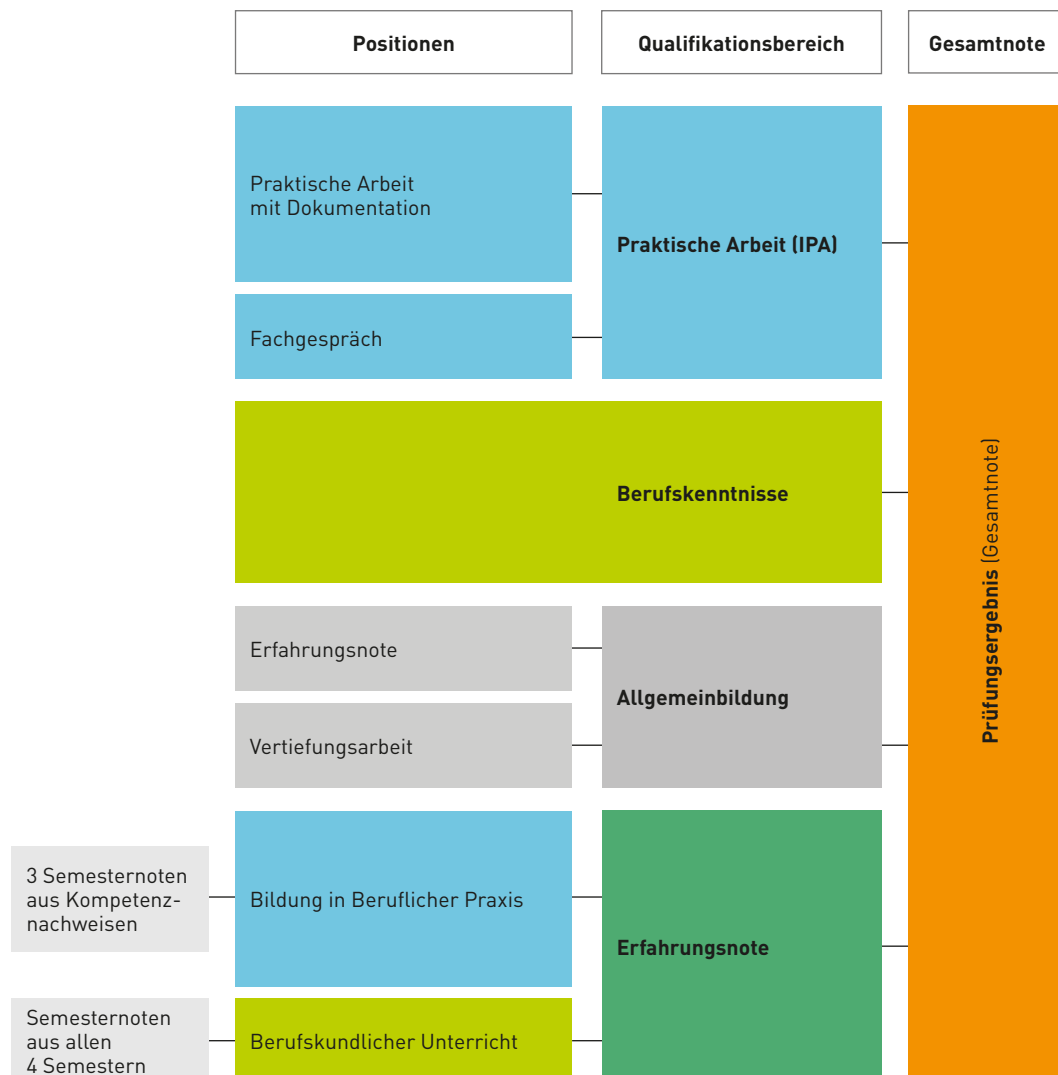 Positionen
Qualifikationsbereich
Gesamtnote
Praktische Arbeit
mit Dokumentation
Praktische Arbeit (IPA)
Fachgespräch
Berufskenntnisse
Prüfungsergebnis (Gesamtnote)
Erfahrungsnote
Allgemeinbildung
Vertiefungsarbeit
3 Semesternoten
aus Kompetenz-
nachweisen
Bildung in Beruflicher Praxis
Erfahrungsnote
Semesternoten
aus allen
4 Semestern
Berufskundlicher Unterricht